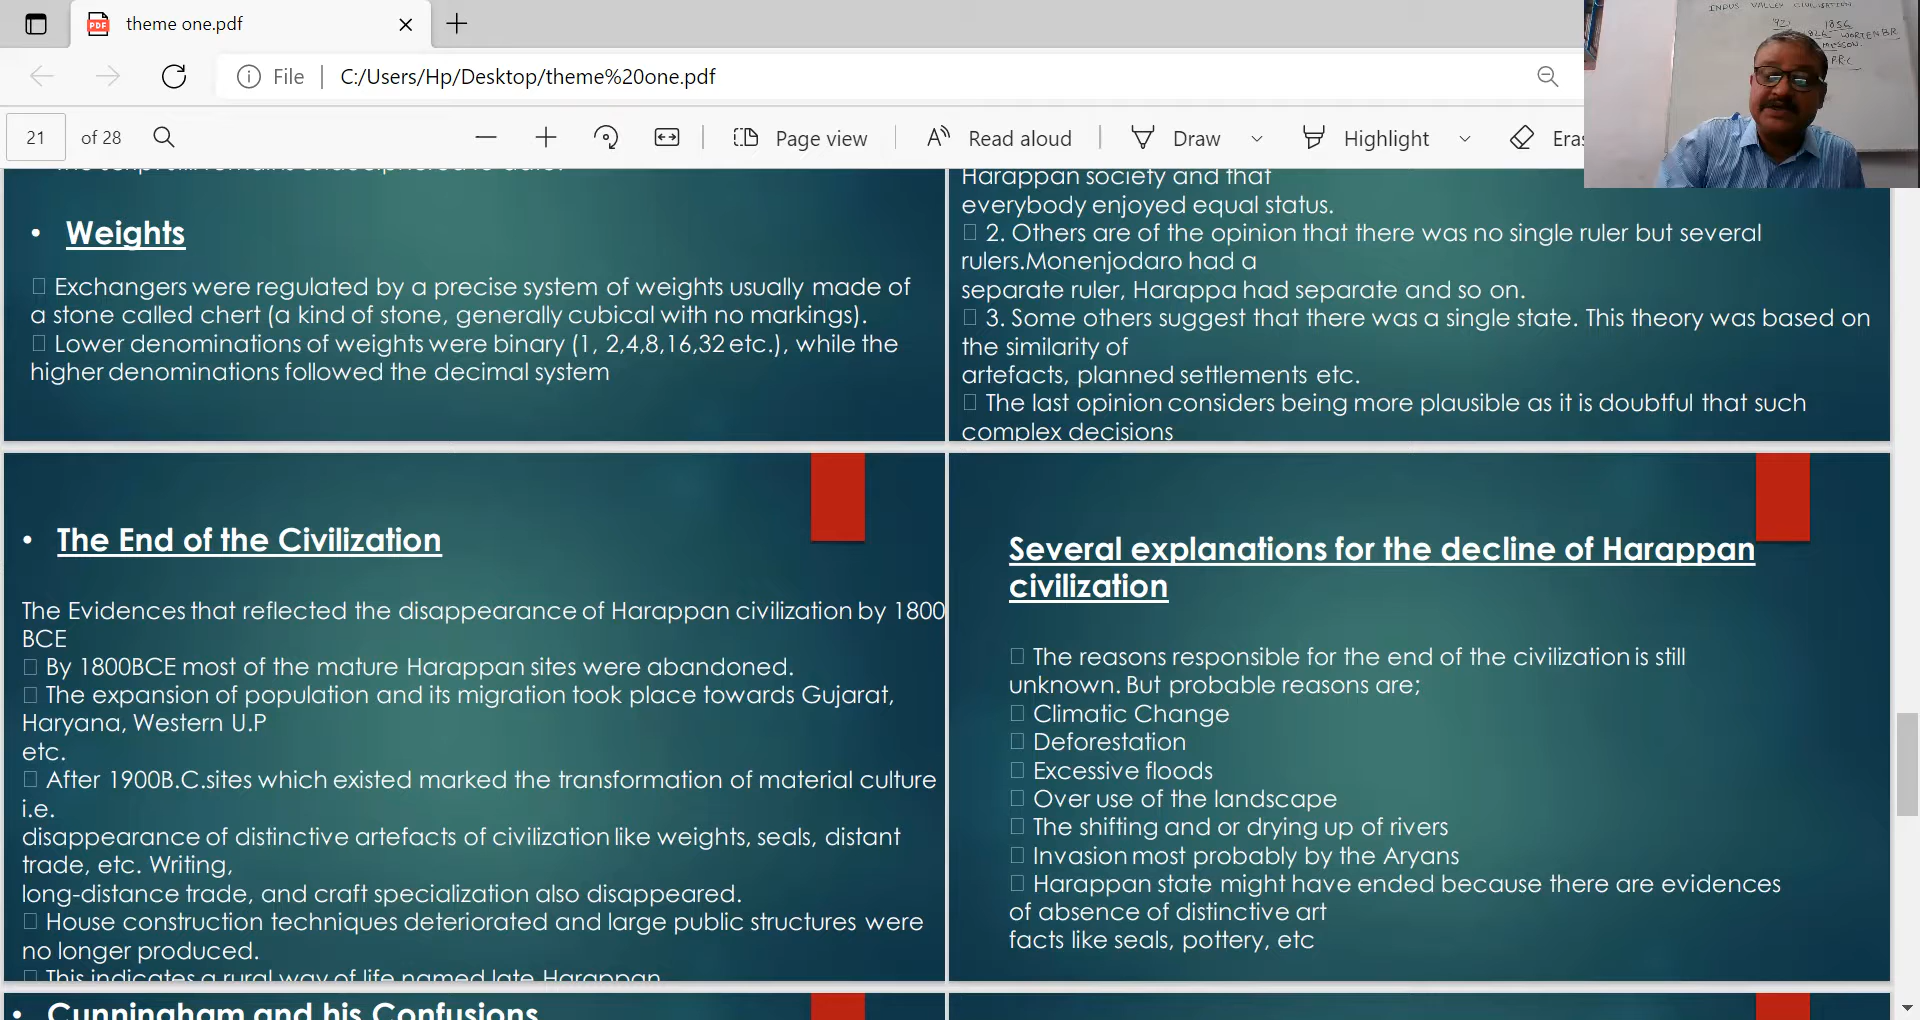 theme one.pdf
File
C:/Users/Hp/Desktop/theme%20one.pdf
21
of 28
Page view
Read aloud
Draw
Highlight
INDUS VALLEY CIVILISATION
1856
• Weights
Exchangers were regulated by a precise system of weights usually made of
a stone called chert (a kind of stone, generally cubical with no markings).
Lower denominations of weights were binary (1, 2,4,8,16,32 etc.), while the
higher denominations followed the decimal system
Harappan society and that
everybody enjoyed equal status.
2. Others are of the opinion that there was no single ruler but several
rulers.Monenjodaro had a
separate ruler, Harappa had separate and so on.
3. Some others suggest that there was a single state. This theory was based on
the similarity of
artefacts, planned settlements etc.
The last opinion considers being more plausible as it is doubtful that such
complex decisions
• The End of the Civilization
The Evidences that reflected the disappearance of Harappan civilization by 1800
BCE
By 1800BCE most of the mature Harappan sites were abandoned.
The expansion of population and its migration took place towards Gujarat,
Haryana, Western U.P
etc.
After 1900B.C.sites which existed marked the transformation of material culture
i.e.
disappearance of distinctive artefacts of civilization like weights, seals, distant
trade, etc. Writing,
long-distance trade, and craft specialization also disappeared.
House construction techniques deteriorated and large public structures were
no longer produced.
This indicates a rural way of life named late Harappan
Several explanations for the decline of Harappan
civilization
The reasons responsible for the end of the civilization is still
unknown. But probable reasons are;
Climatic Change
Deforestation
Excessive floods
Over use of the landscape
The shifting and or drying up of rivers
Invasion most probably by the Aryans
Harappan state might have ended because there are evidences
of absence of distinctive art
facts like seals, pottery, etc
• Cunningham and his Confusions